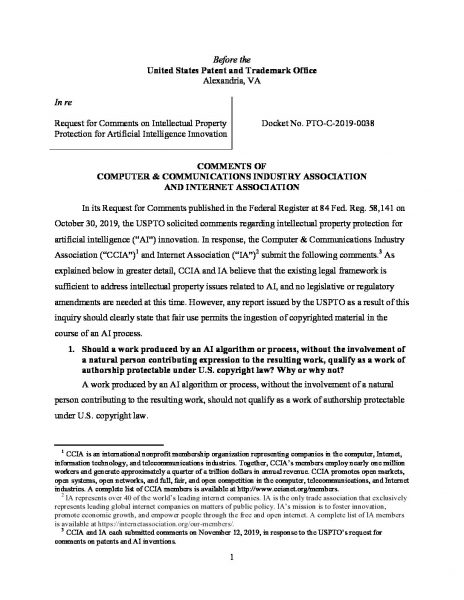 Before the
United States Patent and Trademark Office
Alexandria, VA
In re
Request for Comments on Intellectual Property
Protection for Artificial Intelligence Innovation
Docket No. PTO-C-2019-0038
COMMENTS OF
COMPUTER & COMMUNICATIONS INDUSTRY ASSOCIATION
AND INTERNET ASSOCIATION
In its Request for Comments published in the Federal Register at 84 Fed. Reg. 58,141 on
October 30, 2019, the USPTO solicited comments regarding intellectual property protection for
artificial intelligence ("AI") innovation. In response, the Computer & Communications Industry
Association ("CCIA")1 and Internet Association ("IA")2 submit the following comments.3 As
explained below in greater detail, CCIA and IA believe that the existing legal framework is
sufficient to address intellectual property issues related to AI, and no legislative or regulatory
amendments are needed at this time. However, any report issued by the USPTO as a result of this
inquiry should clearly state that fair use permits the ingestion of copyrighted material in the
course of an AI process.
1. Should a work produced by an AI algorithm or process, without the involvement of
a natural person contributing expression to the resulting work, qualify as a work of
authorship protectable under U.S. copyright law? Why or why not?
A work produced by an AI algorithm or process, without the involvement of a natural
person contributing to the resulting work, should not qualify as a work of authorship protectable
under U.S. copyright law.
1 CCIA is an international nonprofit membership organization representing companies in the computer, Internet,
information technology, and telecommunications industries. Together, CCIA's members employ nearly one million
workers and generate approximately a quarter of a trillion dollars in annual revenue. CCIA promotes open markets,
open systems, open networks, and full, fair, and open competition in the computer, telecommunications, and Internet
industries. A complete list of CCIA members is available at http://www.ccianet.org/members.
2 IA represents over 40 of the world's leading internet companies. IA is the only trade association that exclusively
represents leading global internet companies on matters of public policy. IA's mission is to foster innovation,
promote economic growth, and empower people through the free and open internet. A complete list of IA members
is available at https://internetassociation.org/our-members/.
3 CCIA and IA each submitted comments on November 12, 2019, in response to the USPTO's request for
comments on patents and AI inventions.
1